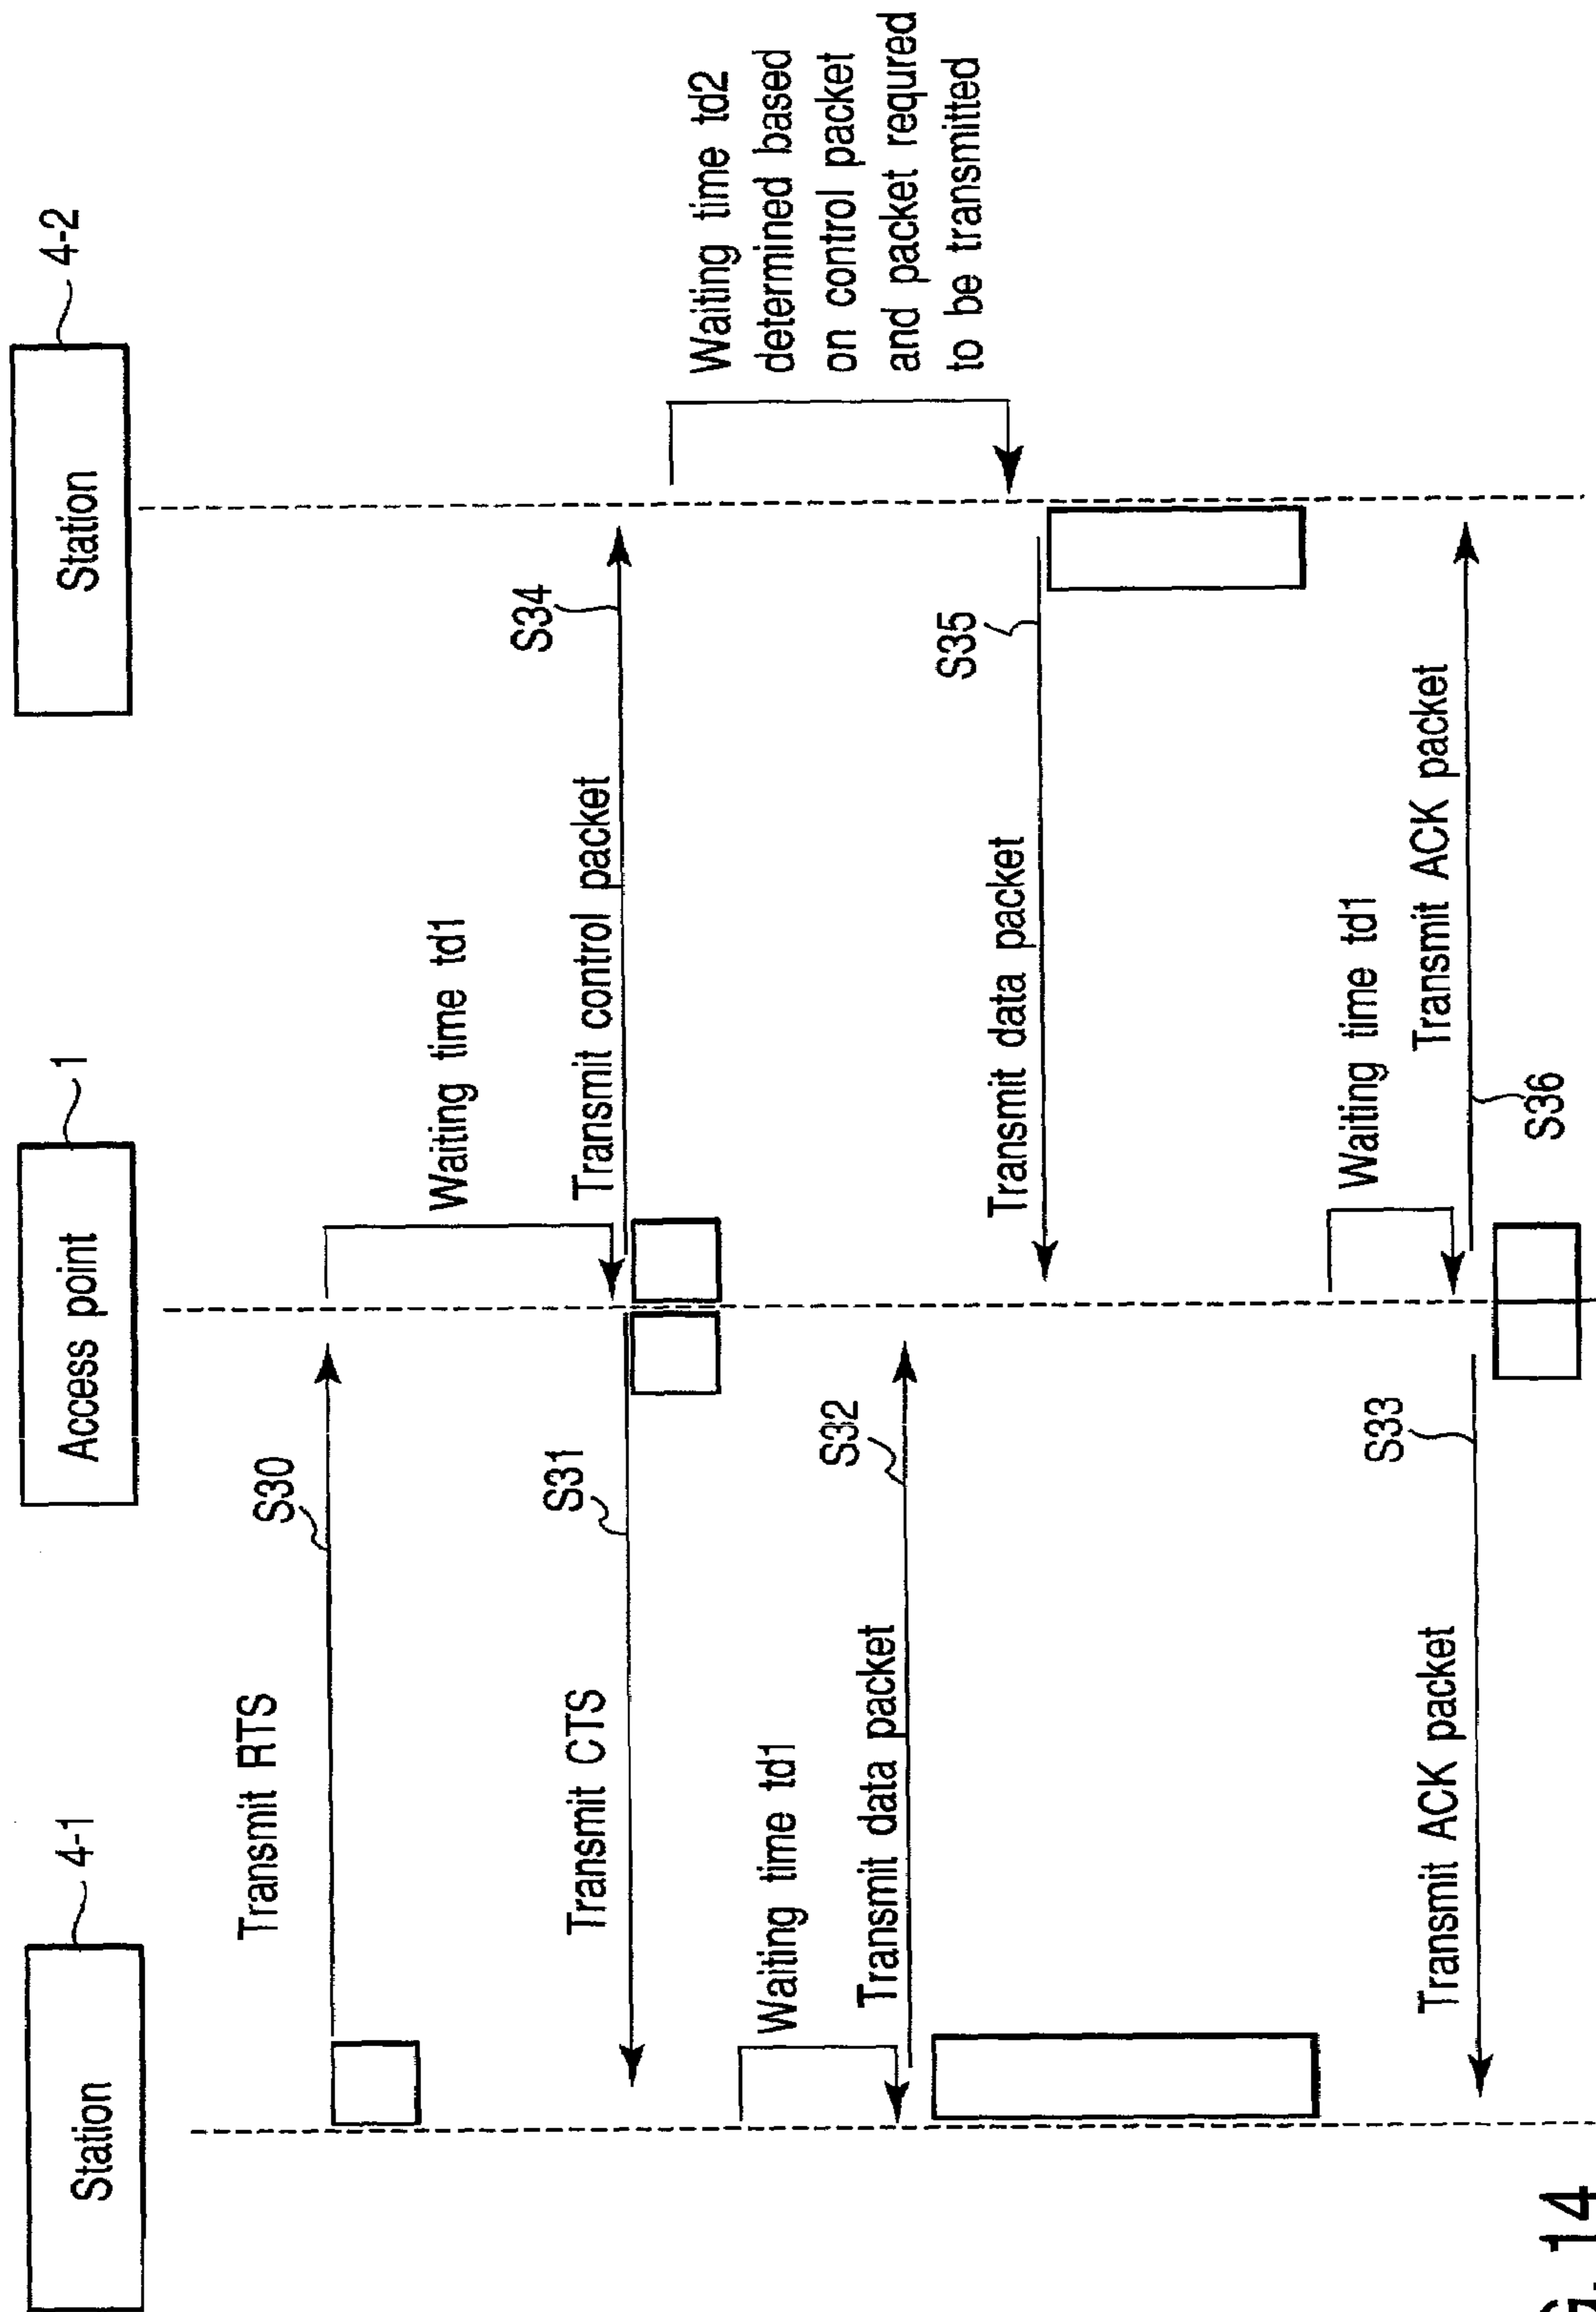 Station
4-1
Access point
1
Station
4-2
Transmit RTS
S30
Waiting time td1
Transmit CTS
S31
Transmit control packet
S34
Waiting time td2
determined based
on control packet
and packet requred
to be transmitted
Waiting time td1
Transmit data packet
S32
Transmit data packet
S35
Waiting time td1
Transmit ACK packet
S33
Transmit ACK packet
S36
G. 14